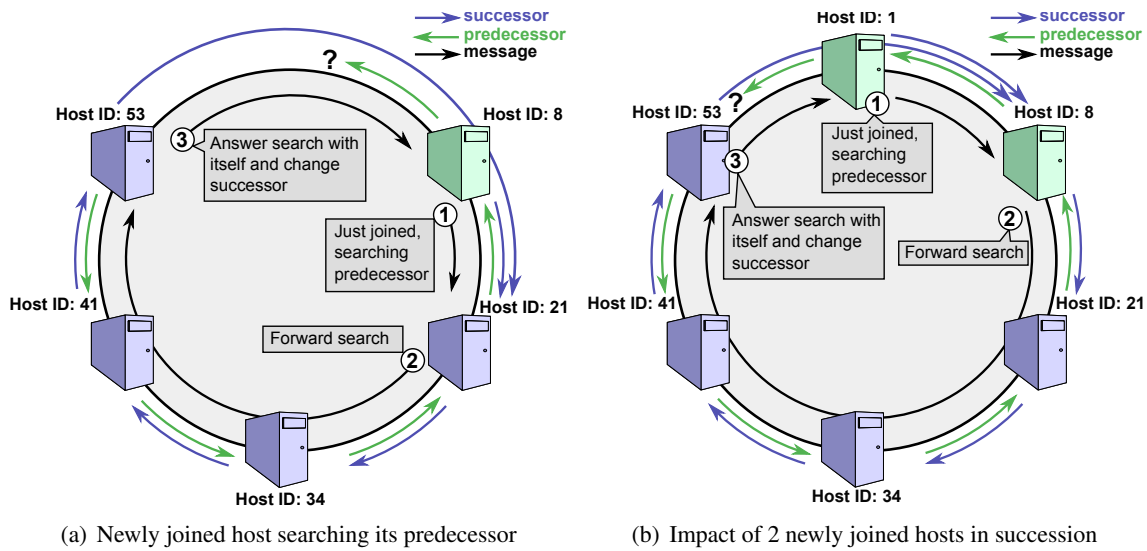 successor
predecessor
message
?
Host ID: 53
Host ID: 8
3
Answer search with
itself and change
successor
1
Just joined,
searching
predecessor
Host ID: 41
Host ID: 21
Forward search
2
Host ID: 34
(a) Newly joined host searching its predecessor
Host ID: 1
successor
predecessor
message
?
Host ID: 53
Host ID: 8
1
Just joined,
searching
predecessor
3
Answer search with
itself and change
successor
2
Forward search
Host ID: 41
Host ID: 21
Host ID: 34
(b) Impact of 2 newly joined hosts in succession